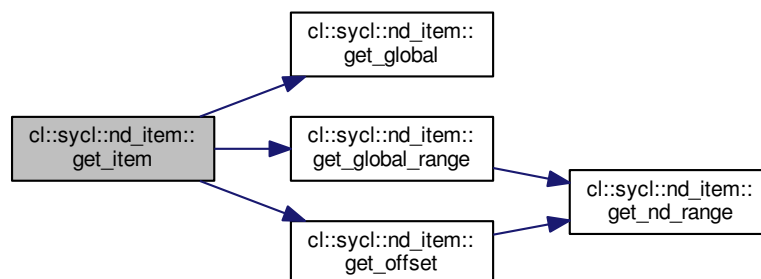 cl::sycl::nd_item::
get_item
cl::sycl::nd_item::
get_global
cl::sycl::nd_item::
get_global_range
cl::sycl::nd_item::
get_offset
cl::sycl::nd_item::
get_nd_range